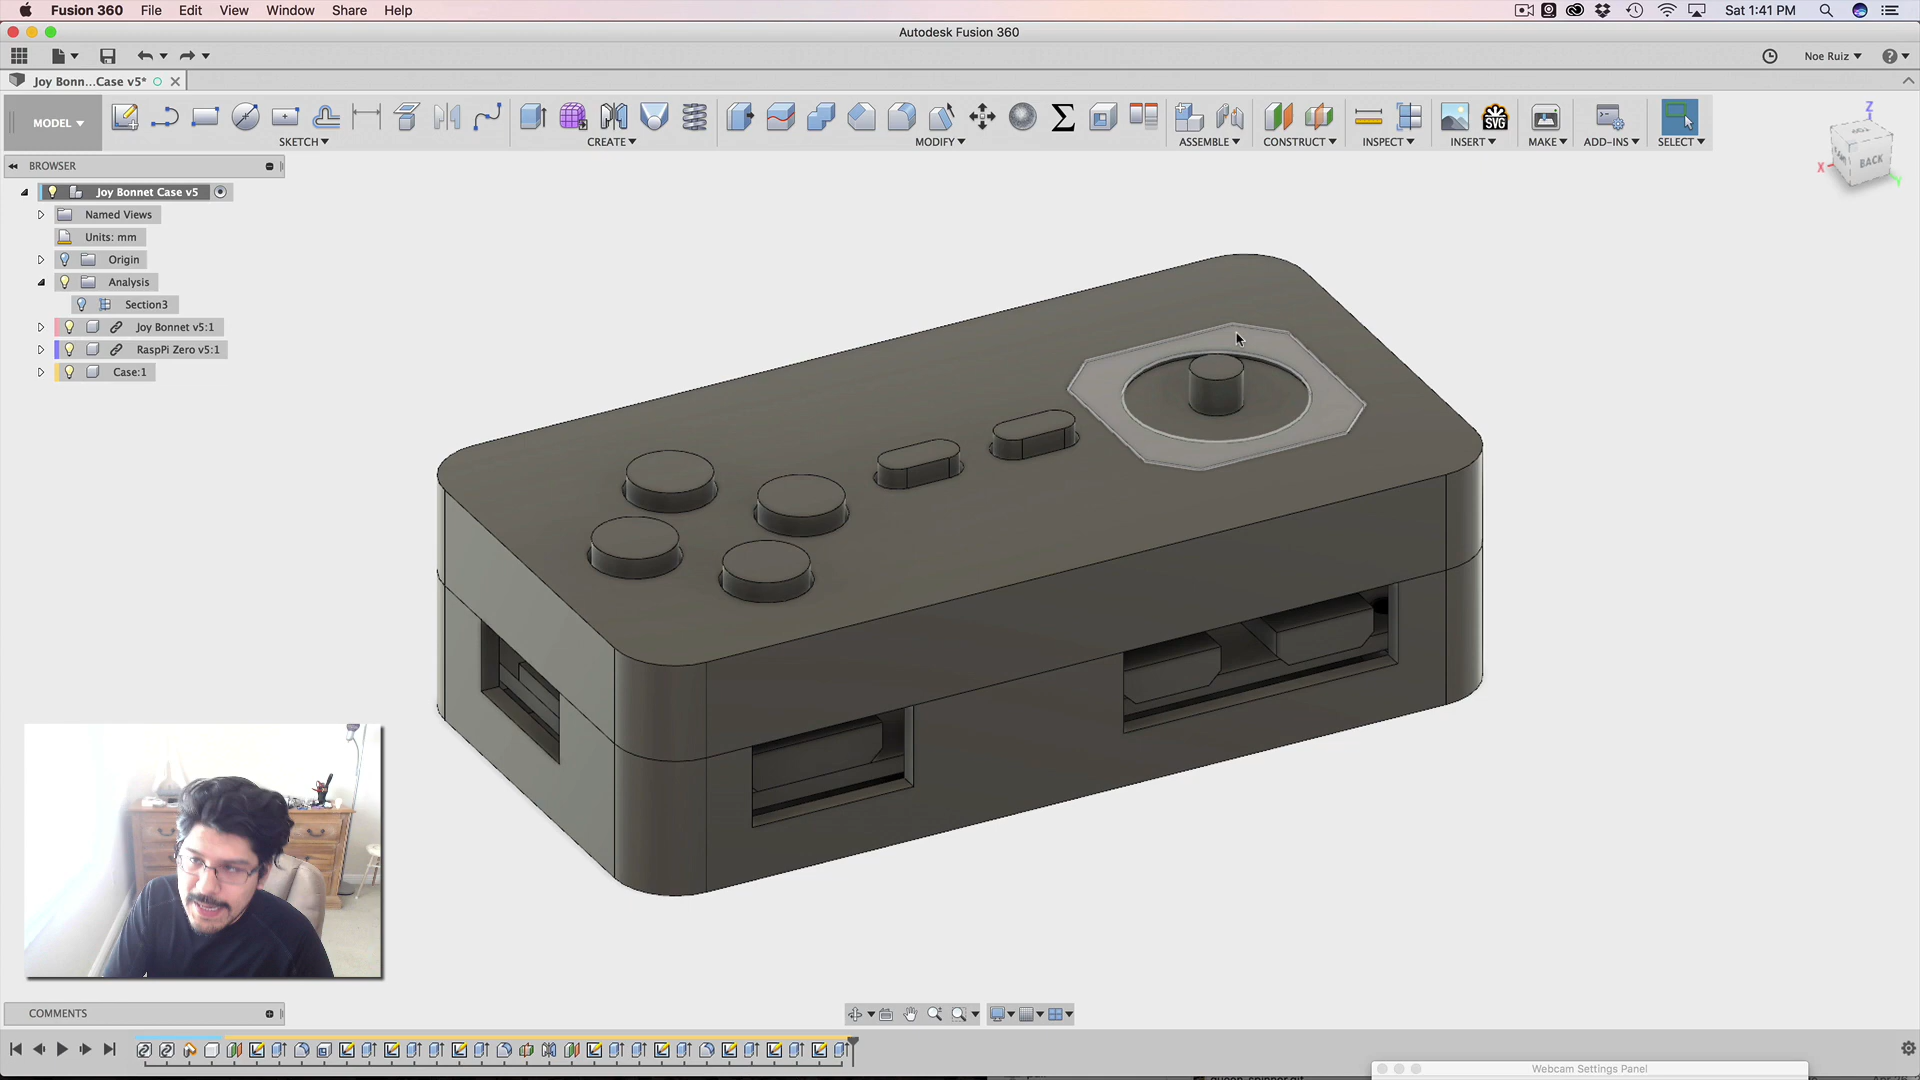 Fusion 360 File Edit View Window Share Help Sat 1:41 PM
Autodesk Fusion 360
Noe Ruiz
Joy Bonn...Case v5*
MODEL
SKETCH CREATE MODIFY ASSEMBLE CONSTRUCT INSPECT INSERT MAKE ADD-INS SELECT
SVG
BROWSER
Z
BACK
X
Joy Bonnet Case v5
Named Views
Units: mm
Origin
Analysis
Section3
Joy Bonnet v5:1
RaspPi Zero v5:1
Case:1
COMMENTS
Webcam Settings Panel